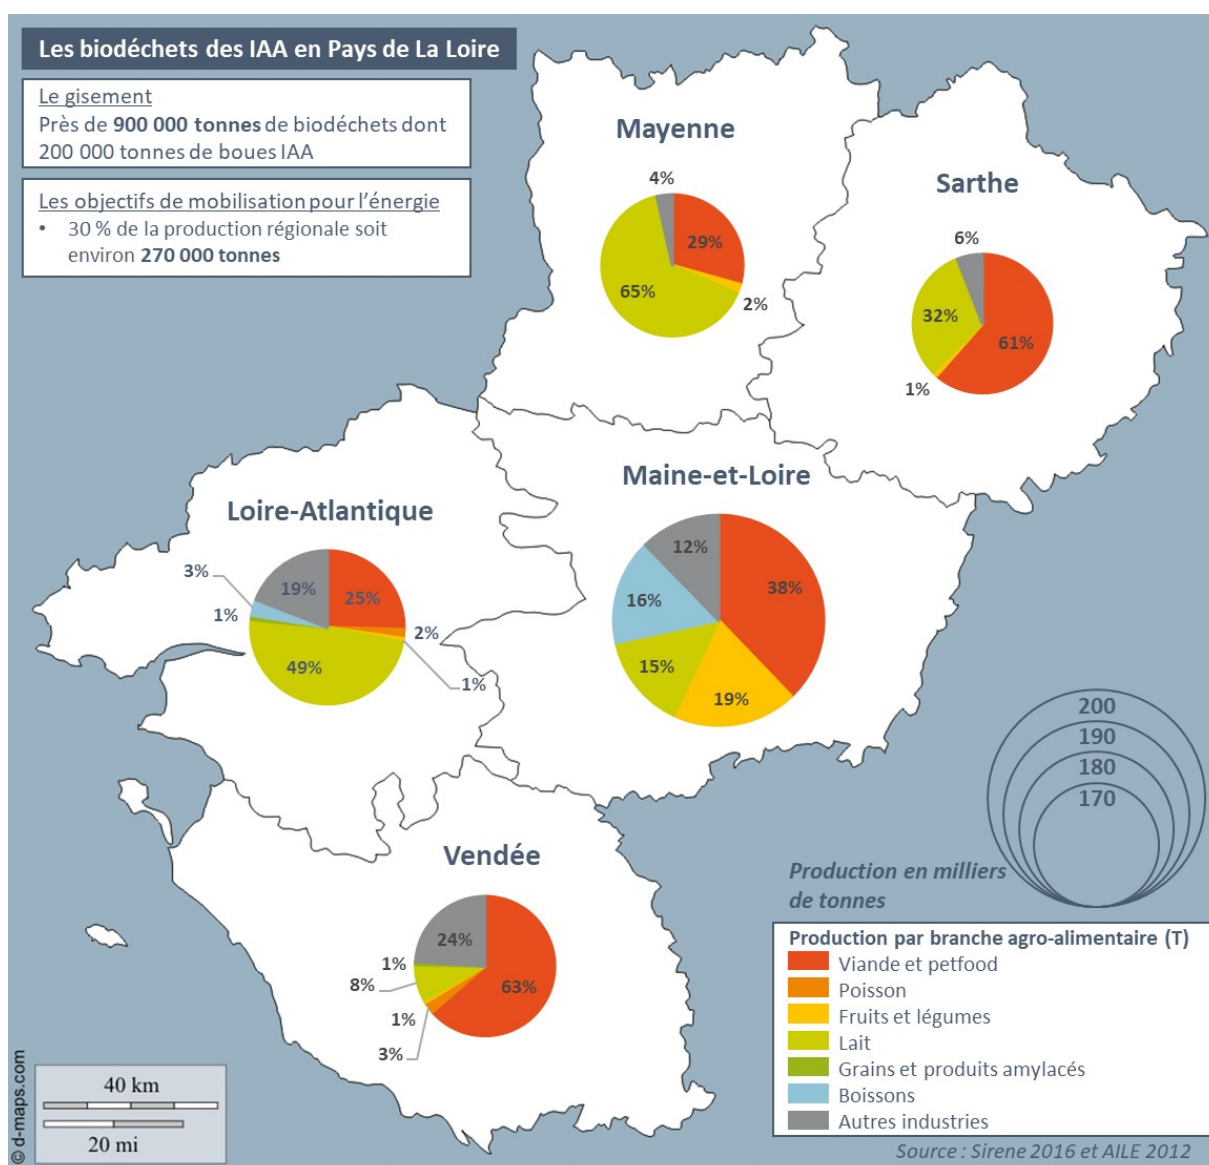 Les biodéchets des IAA en Pays de La Loire
Le gisement
Près de 900 000 tonnes de biodéchets dont
200 000 tonnes de boues IAA
Les objectifs de mobilisation pour l'énergie
• 30 % de la production régionale soit
environ 270 000 tonnes
Mayenne
4%
29%
65%
2%
Sarthe
6%
32%
61%
1%
Maine-et-Loire
12%
38%
16%
15%
19%
Loire-Atlantique
3%
19%
25%
1%
2%
49%
1%
Vendée
24%
1%
8%
63%
1%
3%
200
190
180
170
Production en milliers
de tonnes
Production par branche agro-alimentaire (T)
Viande et petfood
Poisson
Fruits et légumes
Lait
Grains et produits amylacés
Boissons
Autres industries
Source : Sirene 2016 et AILE 2012
40 km
20 mi
© d-maps.com